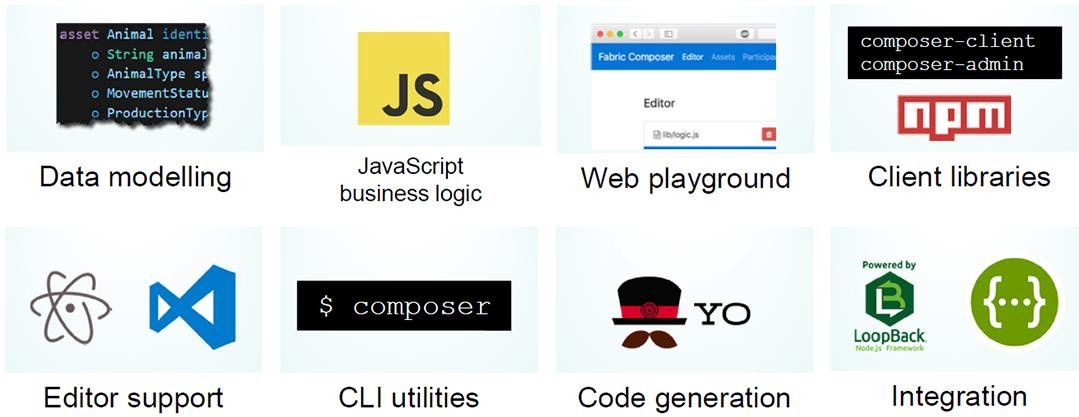 asset Animal identi
o String animal
o AnimalType sp
o MovementStatu
o ProductionTyp
Data modelling
JS
JavaScript
business logic
Fabric Composer Editor Assets Participa
Editor
lib/logic.js
Web playground
composer-client
composer-admin
npm
Client libraries
Editor support
$ composer
CLI utilities
YO
Code generation
Powered by
LoopBack
Node.js Framework
{...}
Integration